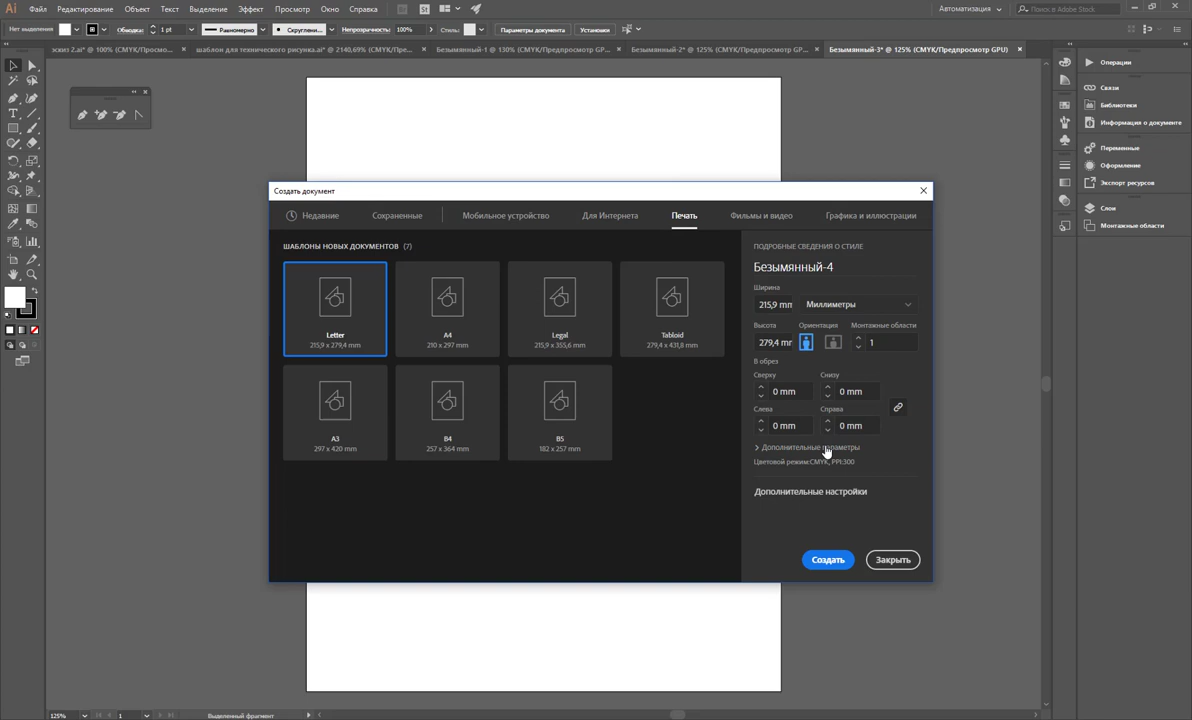 Ai Файл Редактирование Объект Текст Выделение Эффект Просмотр Окно Справка Br St Автоматизация Поиск в Adobe Stock
Нет выделения Обводка: 1 pt Равномерно Скруглени... Непрозрачность: 100% Стиль: Параметры документа Установки
эскиз 2.ai* @ 100% (CMYK/Просмо... × шаблон для технического рисунка.ai* @ 2140,69% (CMYK/Пре... × Безымянный-1 @ 130% (CMYK/Предпросмотр GP... × Безымянный-2* @ 125% (CMYK/Предпросмотр GP... × Безымянный-3* @ 125% (CMYK/Предпросмотр GPU) ×
Операции
Связи
Библиотеки
Информация о документе
Переменные
Оформление
Экспорт ресурсов
Слои
Монтажные области
Создать документ
Недавние Сохраненные Мобильное устройство Для Интернета Печать Фильмы и видео Графика и иллюстрации
ШАБЛОНЫ НОВЫХ ДОКУМЕНТОВ (7)
Letter
215,9 x 279,4 mm
A4
210 x 297 mm
Legal
215,9 x 355,6 mm
Tabloid
279,4 x 431,8 mm
A3
297 x 420 mm
B4
257 x 364 mm
B5
182 x 257 mm
ПОДРОБНЫЕ СВЕДЕНИЯ О СТИЛЕ
Безымянный-4
Ширина
215,9 mm Миллиметры
Высота Ориентация Монтажные области
279,4 mm 1
В обрез
Сверху Снизу
0 mm 0 mm
Слева Справа
0 mm 0 mm
Дополнительные параметры
Цветовой режим:CMYK, PPI:300
Дополнительные настройки
Создать Закрыть
125% 1 Выделенный фрагмент